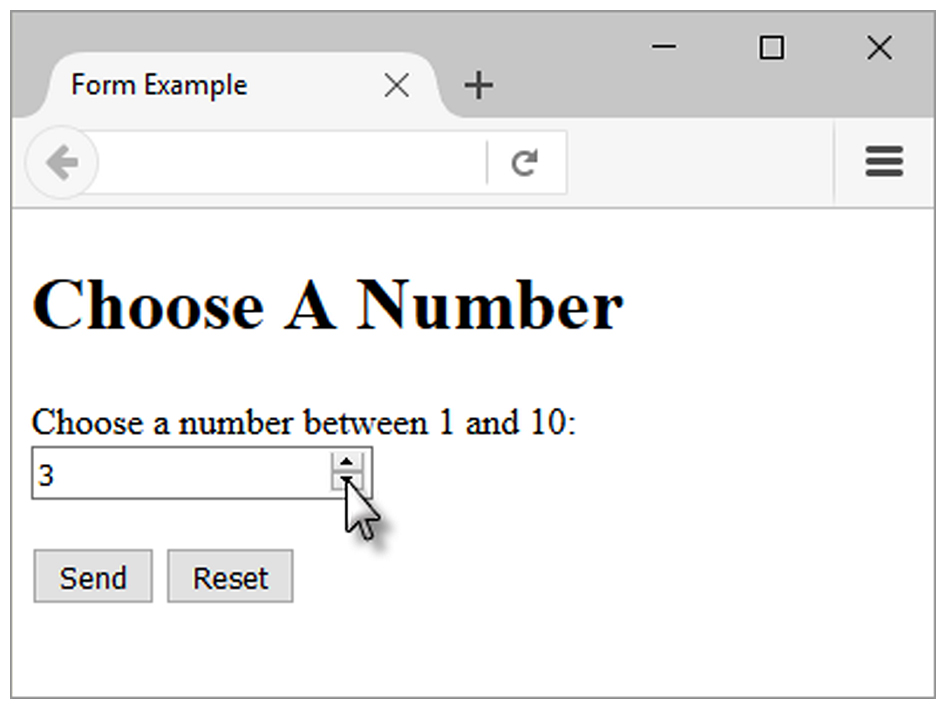 Form Example
Choose A Number
Choose a number between 1 and 10:
3
Send Reset